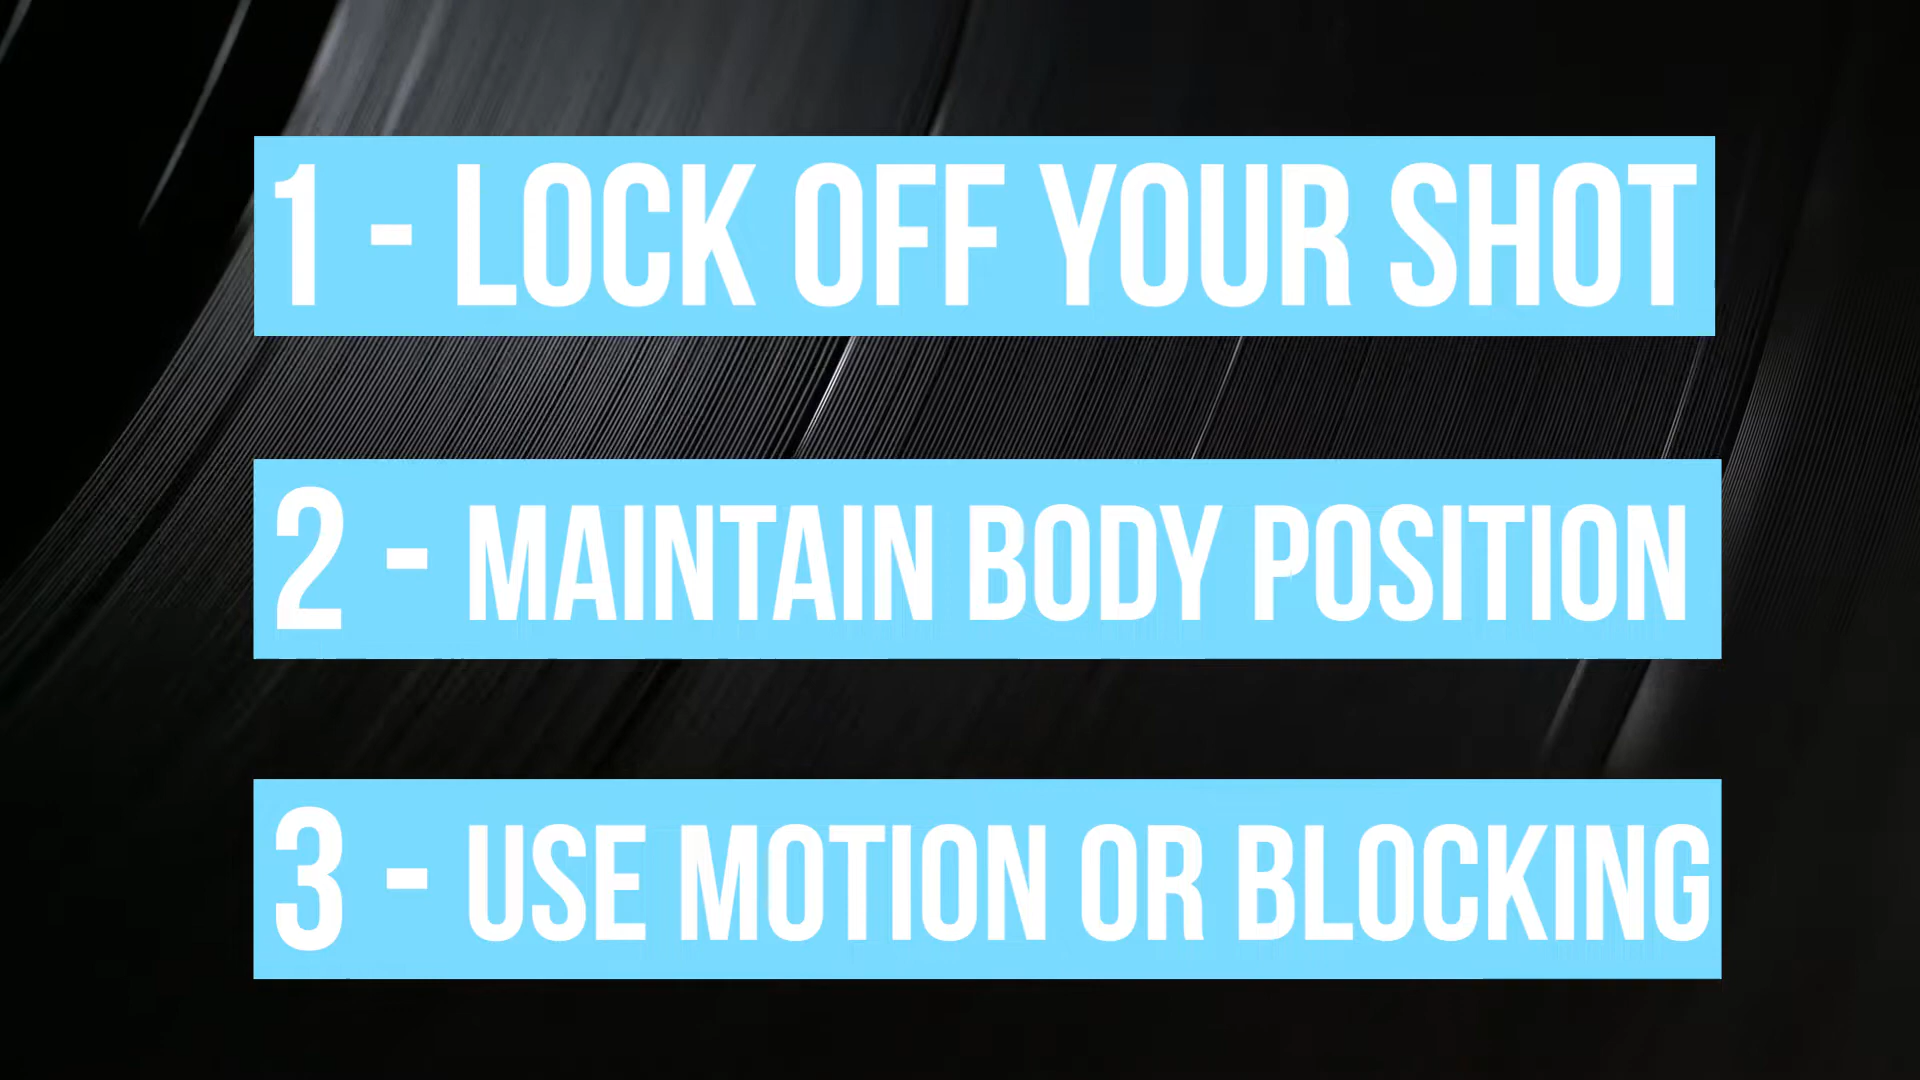 1 - LOCK OFF YOUR SHOT
2 - MAINTAIN BODY POSITION
3 - USE MOTION OR BLOCKING